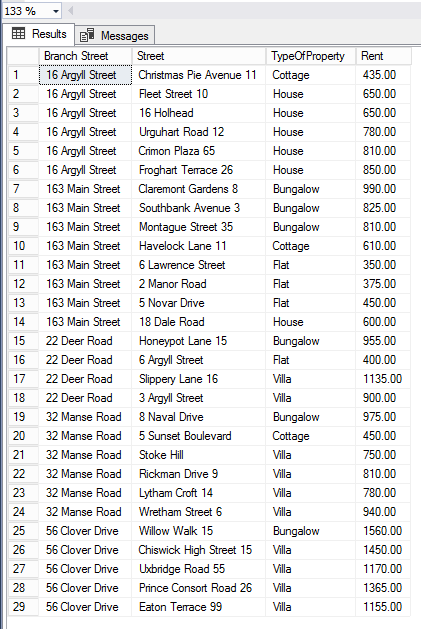 133 %
Results Messages
Branch Street Street TypeOfProperty Rent
1 16 Argyll Street Christmas Pie Avenue 11 Cottage 435.00
2 16 Argyll Street Fleet Street 10 House 650.00
3 16 Argyll Street 16 Holhead House 650.00
4 16 Argyll Street Urguhart Road 12 House 780.00
5 16 Argyll Street Crimon Plaza 65 House 810.00
6 16 Argyll Street Froghart Terrace 26 House 850.00
7 163 Main Street Claremont Gardens 8 Bungalow 990.00
8 163 Main Street Southbank Avenue 3 Bungalow 825.00
9 163 Main Street Montague Street 35 Bungalow 810.00
10 163 Main Street Havelock Lane 11 Cottage 610.00
11 163 Main Street 6 Lawrence Street Flat 350.00
12 163 Main Street 2 Manor Road Flat 375.00
13 163 Main Street 5 Novar Drive Flat 450.00
14 163 Main Street 18 Dale Road House 600.00
15 22 Deer Road Honeypot Lane 15 Bungalow 955.00
16 22 Deer Road 6 Argyll Street Flat 400.00
17 22 Deer Road Slippery Lane 16 Villa 1135.00
18 22 Deer Road 3 Argyll Street Villa 900.00
19 32 Manse Road 8 Naval Drive Bungalow 975.00
20 32 Manse Road 5 Sunset Boulevard Cottage 450.00
21 32 Manse Road Stoke Hill Villa 750.00
22 32 Manse Road Rickman Drive 9 Villa 810.00
23 32 Manse Road Lytham Croft 14 Villa 780.00
24 32 Manse Road Wretham Street 6 Villa 940.00
25 56 Clover Drive Willow Walk 15 Bungalow 1560.00
26 56 Clover Drive Chiswick High Street 15 Villa 1450.00
27 56 Clover Drive Uxbridge Road 55 Villa 1170.00
28 56 Clover Drive Prince Consort Road 26 Villa 1365.00
29 56 Clover Drive Eaton Terrace 99 Villa 1155.00